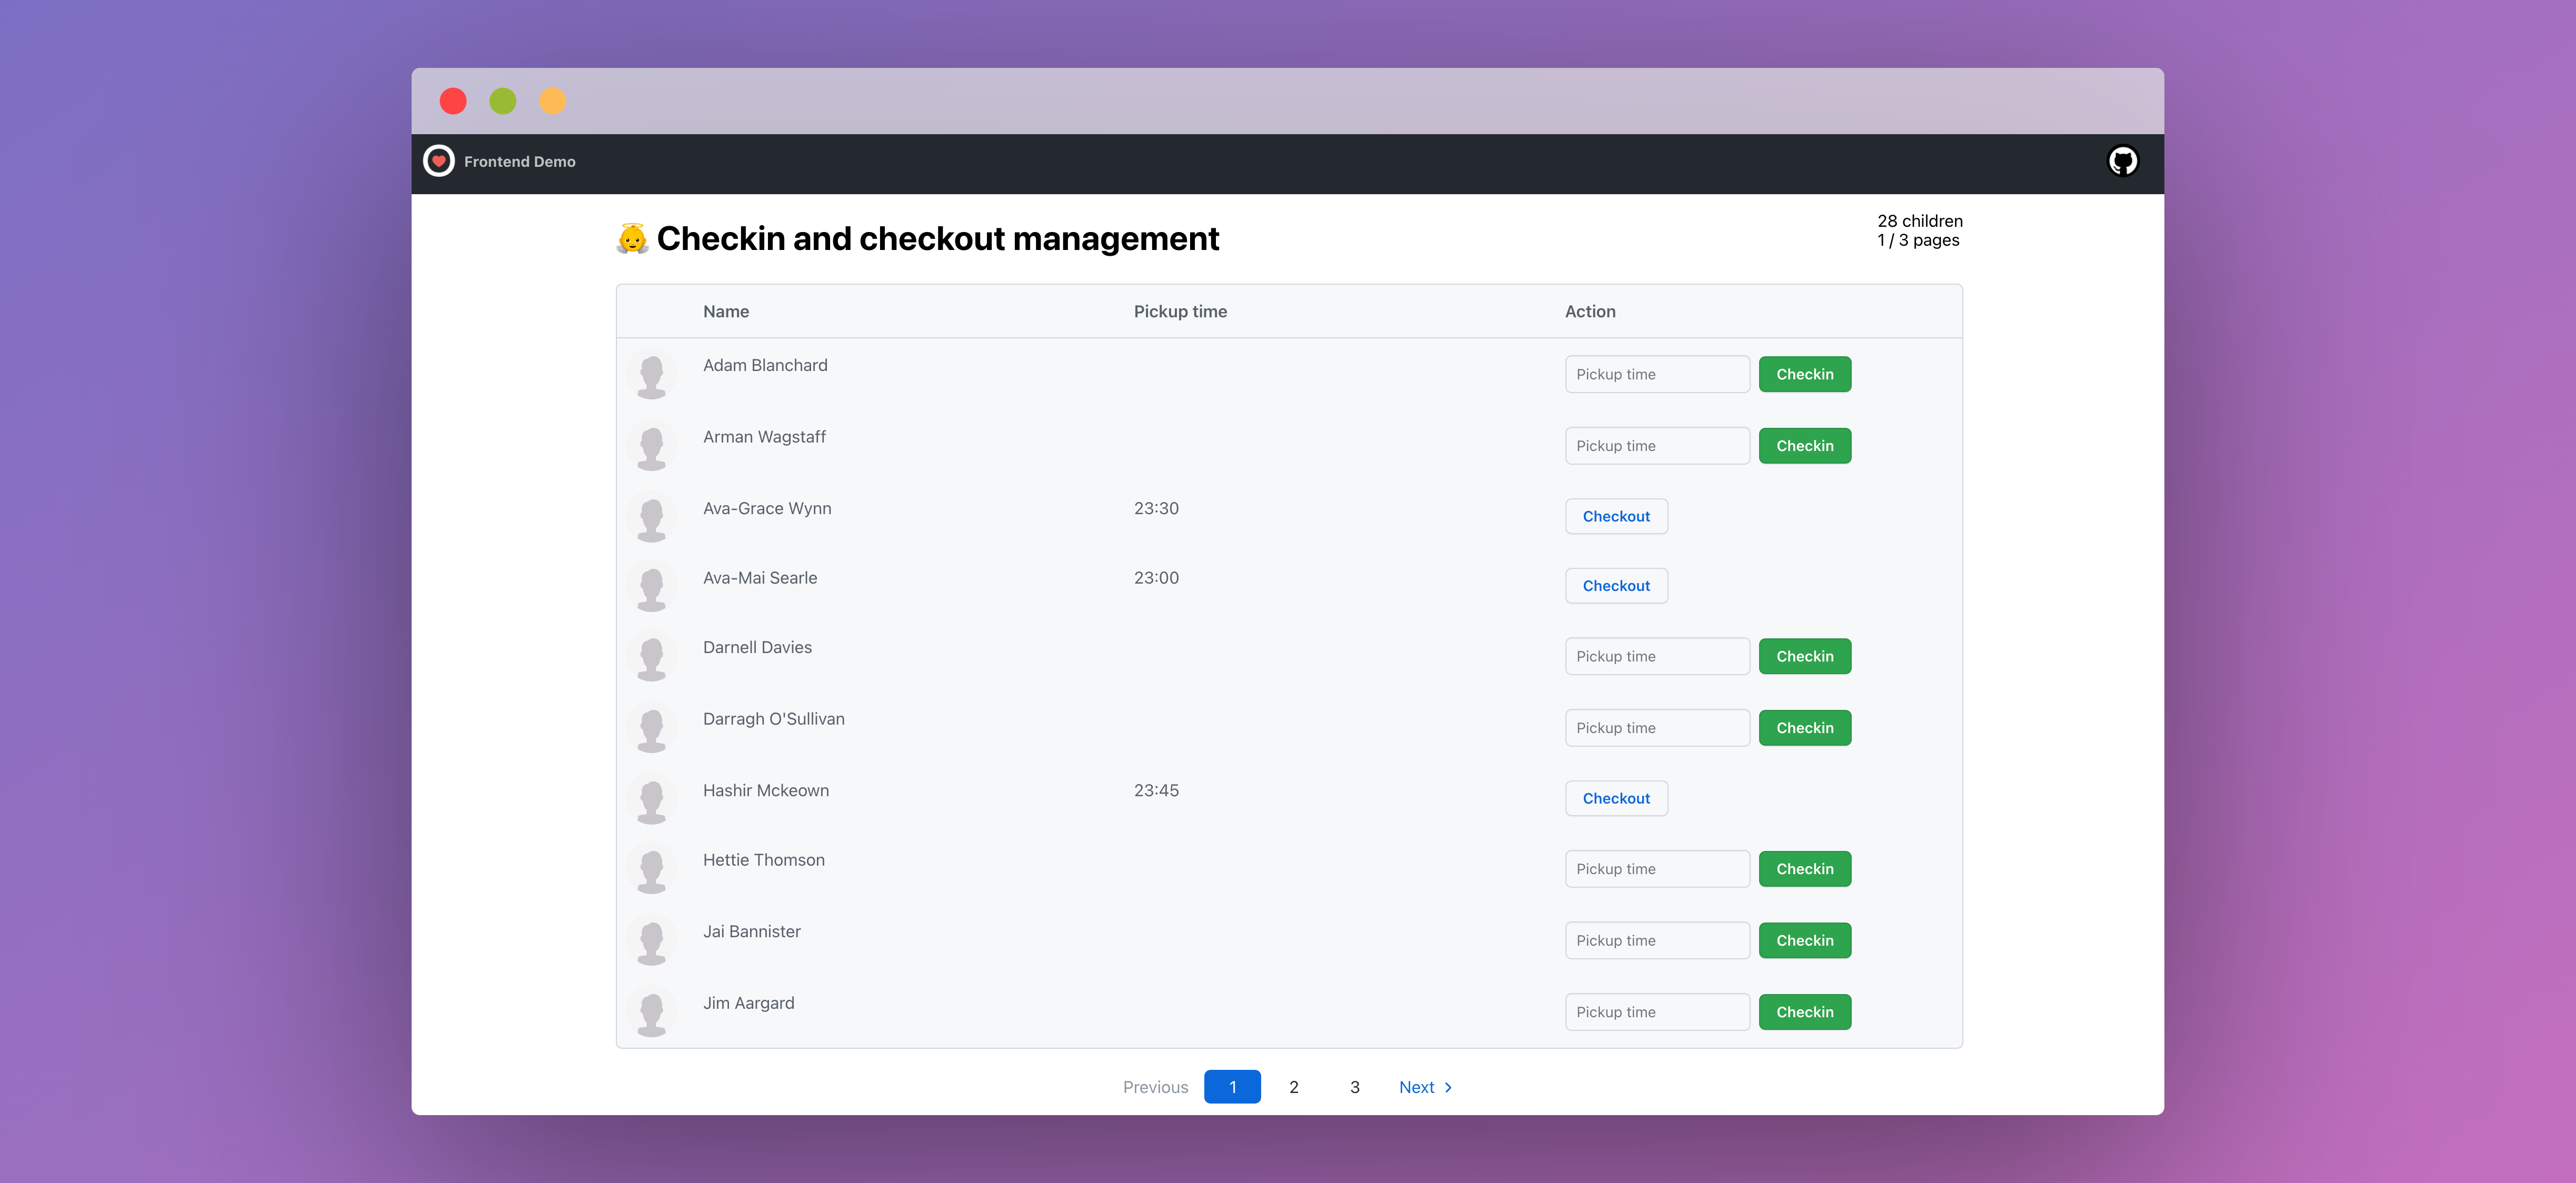 Frontend Demo
Checkin and checkout management
28 children
1 / 3 pages
Name Pickup time Action
Adam Blanchard Pickup time Checkin
Arman Wagstaff Pickup time Checkin
Ava-Grace Wynn 23:30 Checkout
Ava-Mai Searle 23:00 Checkout
Darnell Davies Pickup time Checkin
Darragh O'Sullivan Pickup time Checkin
Hashir Mckeown 23:45 Checkout
Hettie Thomson Pickup time Checkin
Jai Bannister Pickup time Checkin
Jim Aargard Pickup time Checkin
Previous 1 2 3 Next